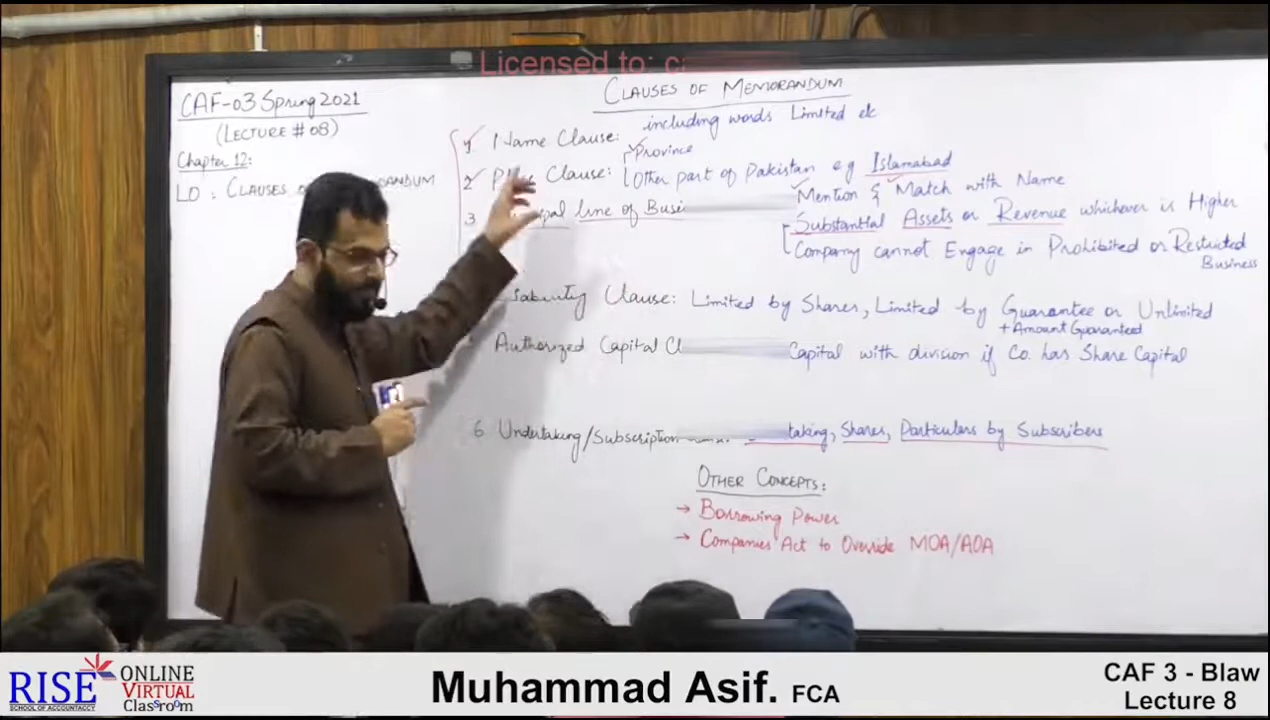 Licensed to: c
CAF-03 Spring 2021
(LECTURE # 08)
Chapter 12:
LO : CLAUSES O MORANDUM
CLAUSES OF MEMORANDUM
1 Name Clause: including words Limited etc
2 Clause: Province
Other part of Pakistan eg Islamabad
3 line of Busi Mention & Match with Name
Substantial Assets or Revenue whichever is Higher
Company cannot Engage in Prohibited or Restricted
Business
Clause: Limited by Shares, Limited by Guarantee or Unlimited
+ Amount Guaranteed
Authorized Capital Cl Capital with division if Co. has Share Capital
6 Undertaking/Subscription taking, Shares, Particulars by Subscribers
OTHER CONCEPTS:
→ Borrowing Power
→ Companies Act to Override MOA/AOA
RISE
SCHOOL OF ACCOUNTANCY
ONLINE
VIRTUAL
Classroom
Muhammad Asif. FCA
CAF 3 - Blaw
Lecture 8